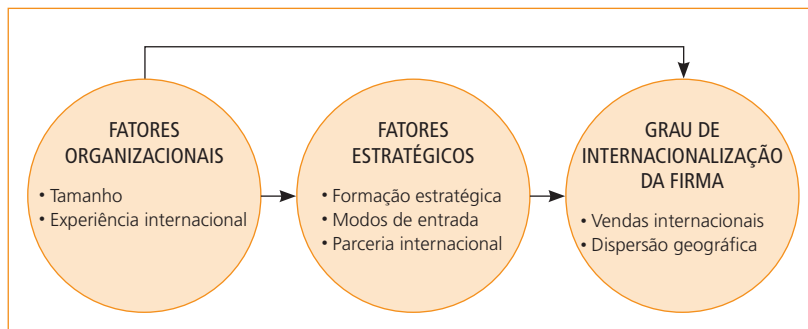 FATORES
ORGANIZACIONAIS
• Tamanho
• Experiência internacional
FATORES
ESTRATÉGICOS
• Formação estratégica
• Modos de entrada
• Parceria internacional
GRAU DE
INTERNACIONALIZAÇÃO
DA FIRMA
• Vendas internacionais
• Dispersão geográfica